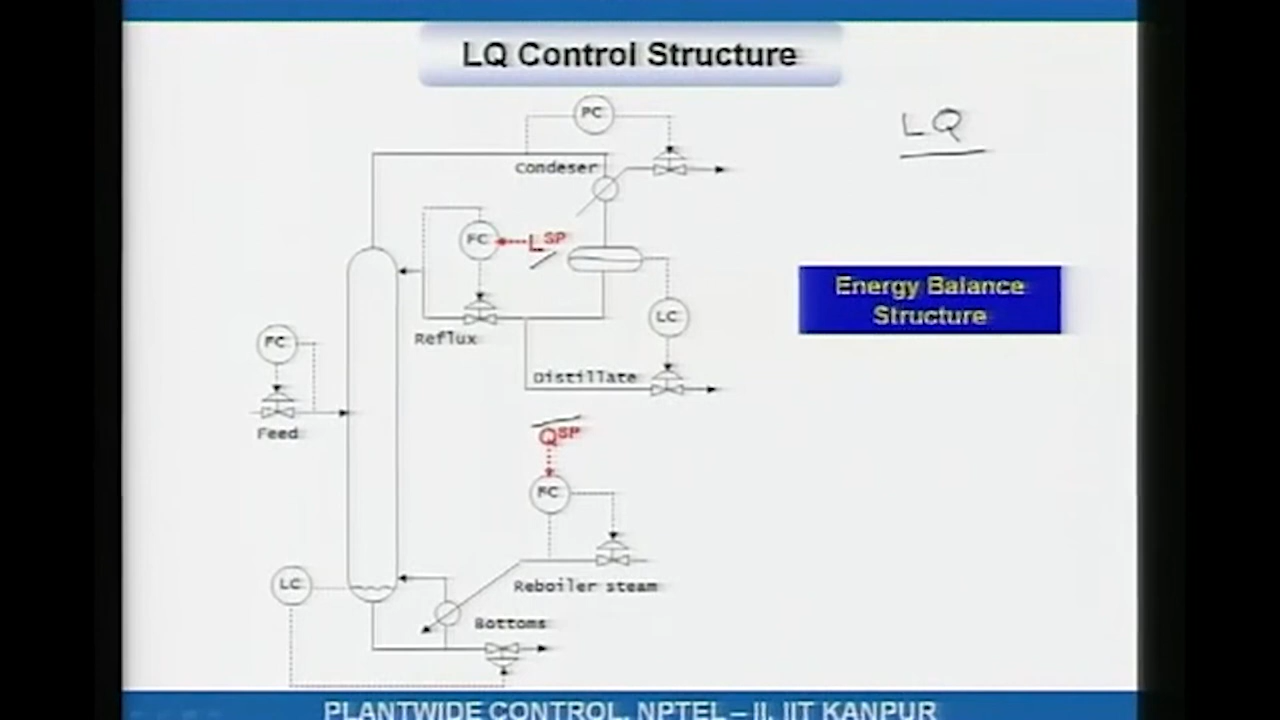 LQ Control Structure
LQ
PC
Condeser
FC
LSP
Energy Balance
Structure
LC
Reflux
FC
Distillate
Feed
QSP
FC
LC
Reboiler steam
Bottoms
PLANTWIDE CONTROL, NPTEL – II, IIT KANPUR